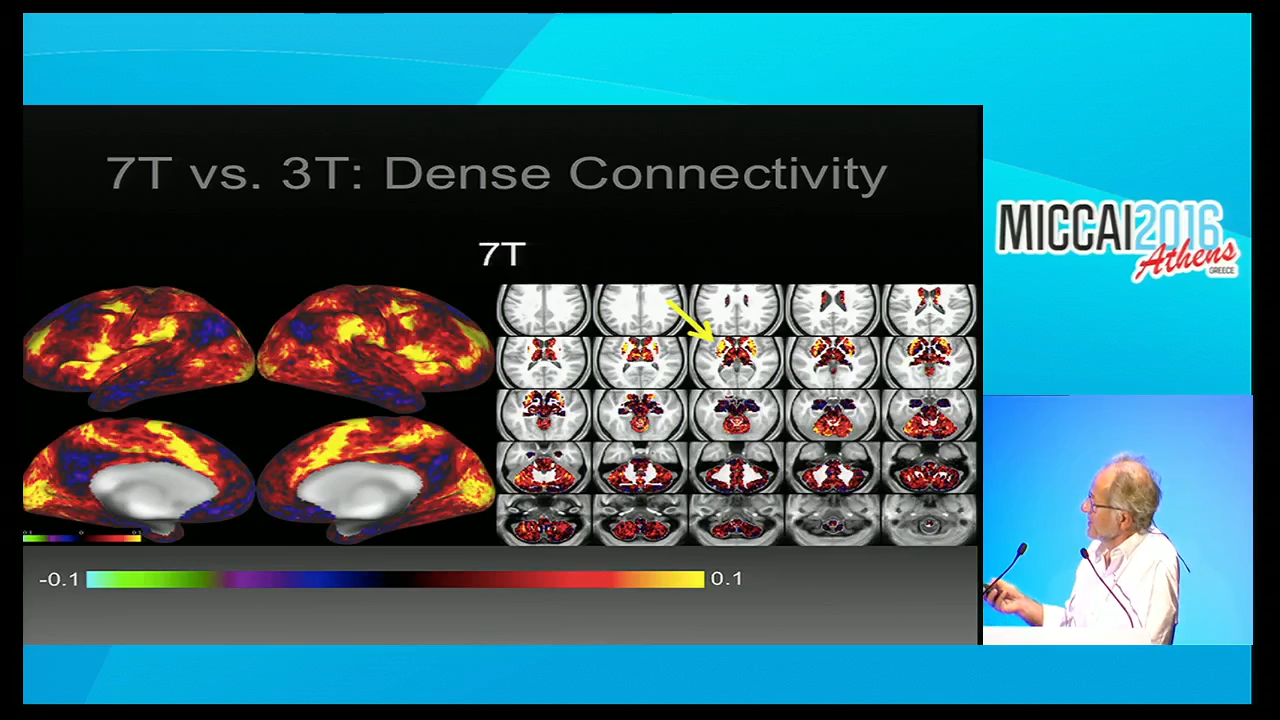 7T vs. 3T: Dense Connectivity
7T
-0.1
0.1
MICCAI2016
Athens
GREECE